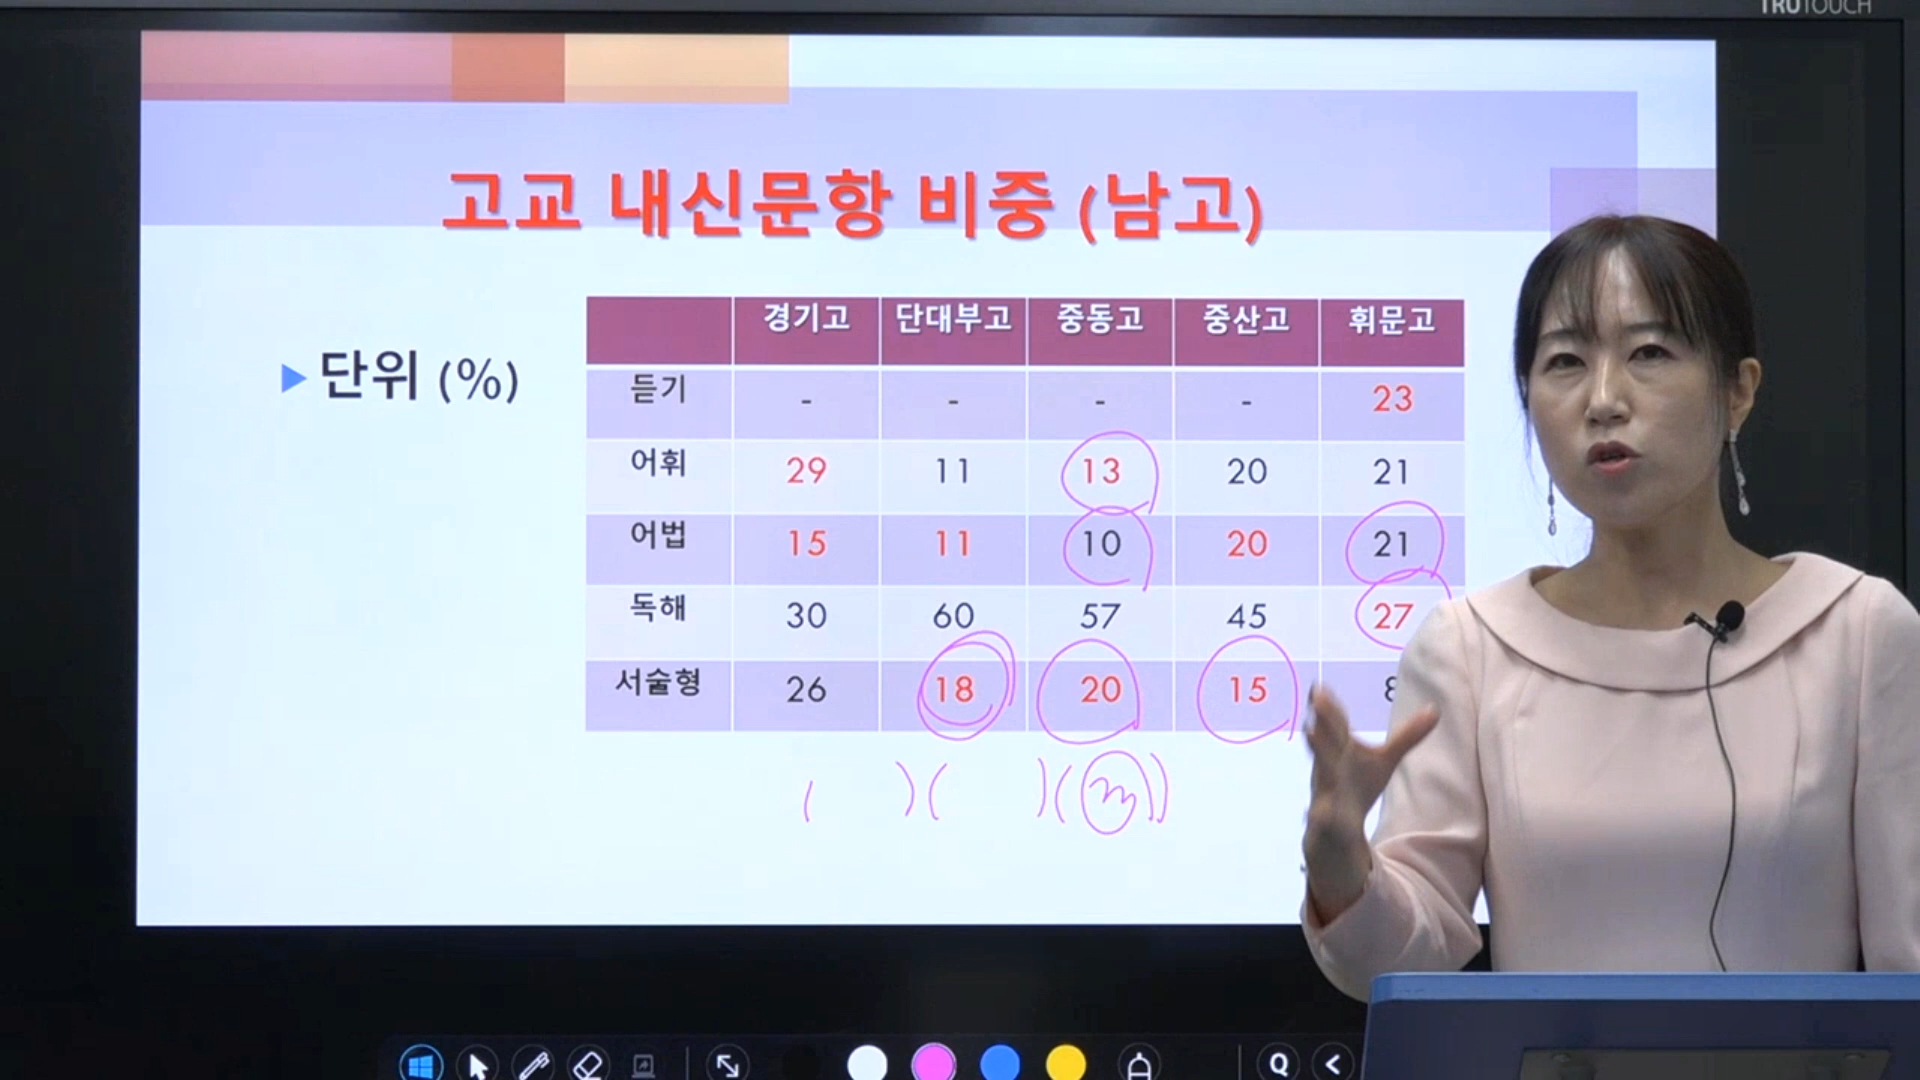 TRUTOUCH
고교 내신문항 비중 (남고)
단위 (%)
경기고 단대부고 중동고 중산고 휘문고
듣기 - - - - 23
어휘 29 11 13 20 21
어법 15 11 10 20 21
독해 30 60 57 45 27
서술형 26 18 20 15 8
( )( )( )